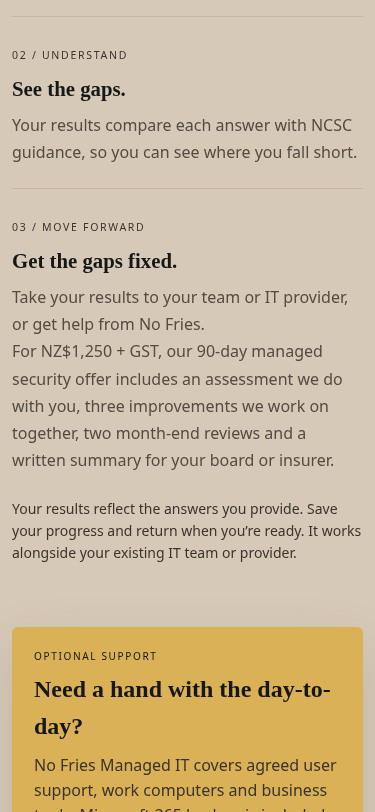 02 / UNDERSTAND
See the gaps.
Your results compare each answer with NCSC
guidance, so you can see where you fall short.
03 / MOVE FORWARD
Get the gaps fixed.
Take your results to your team or IT provider,
or get help from No Fries.
For NZ$1,250 + GST, our 90-day managed
security offer includes an assessment we do
with you, three improvements we work on
together, two month-end reviews and a
written summary for your board or insurer.
Your results reflect the answers you provide. Save
your progress and return when you’re ready. It works
alongside your existing IT team or provider.
OPTIONAL SUPPORT
Need a hand with the day-to-
day?
No Fries Managed IT covers agreed user
support, work computers and business